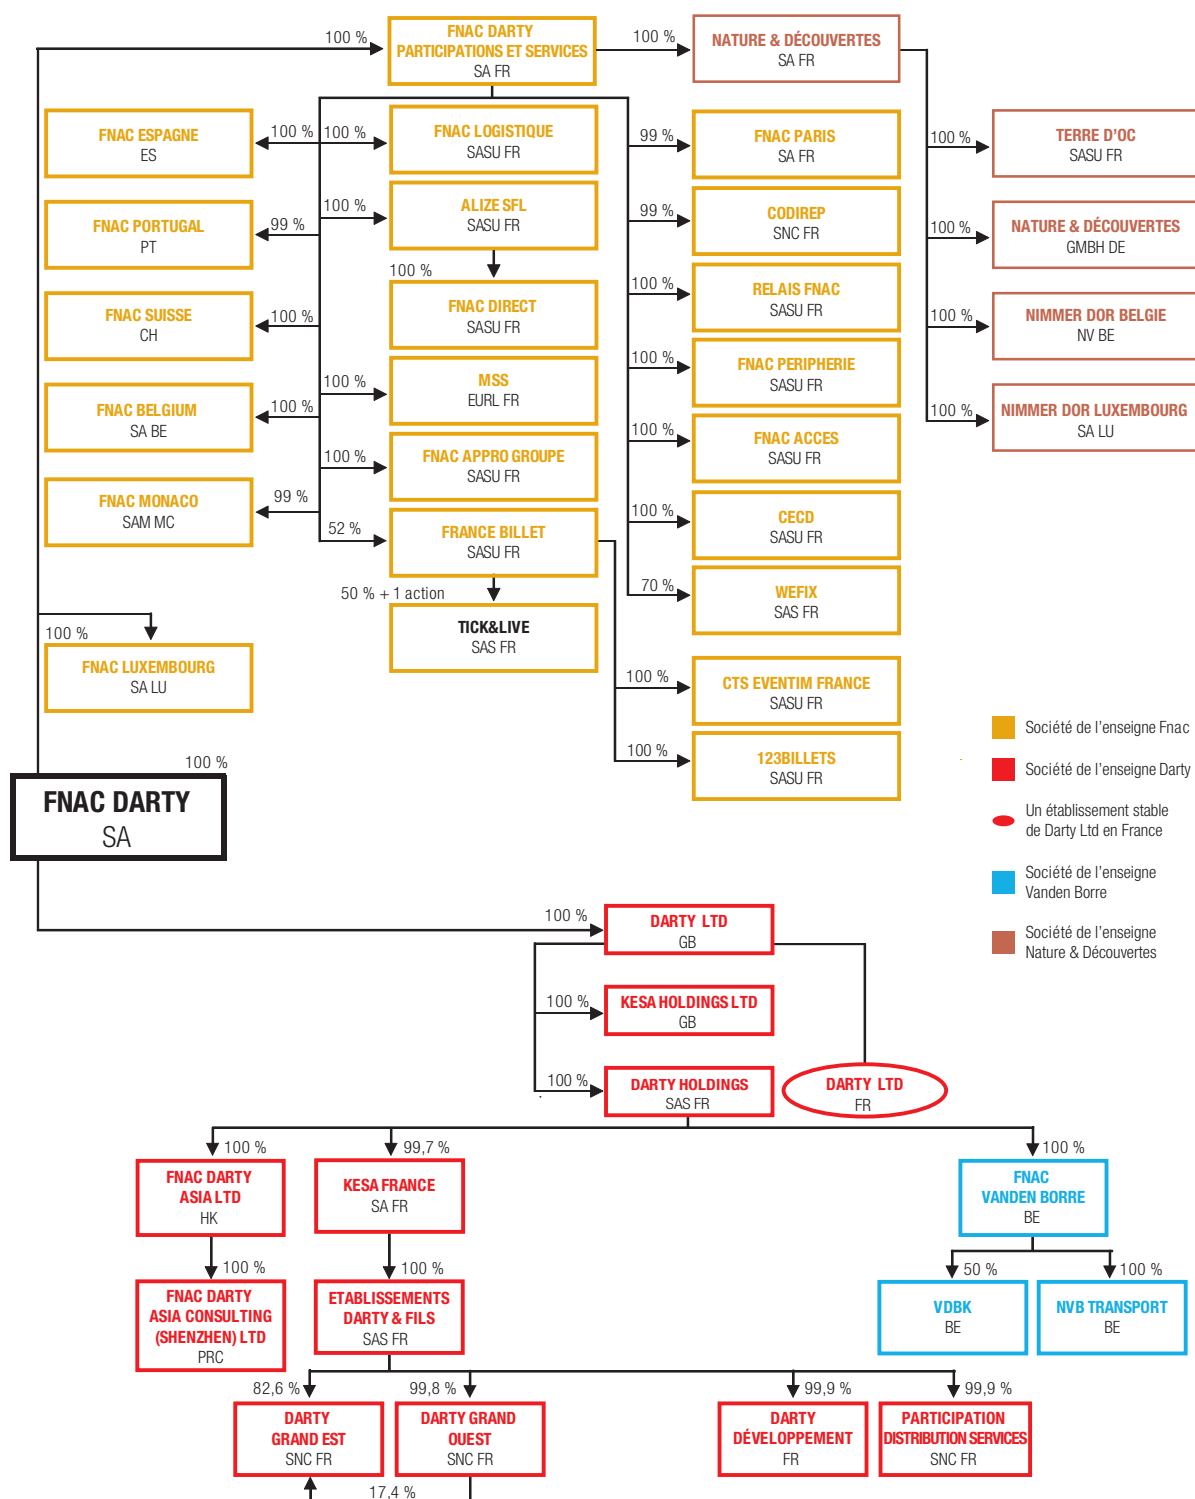 100 %
FNAC DARTY
PARTICIPATIONS ET SERVICES
SA FR
100 %
NATURE & DÉCOUVERTES
SA FR
FNAC ESPAGNE
ES
100 %
100 %
FNAC LOGISTIQUE
SASU FR
99 %
FNAC PARIS
SA FR
100 %
TERRE D'OC
SASU FR
FNAC PORTUGAL
PT
99 %
100 %
ALIZE SFL
SASU FR
99 %
CODIREP
SNC FR
100 %
NATURE & DÉCOUVERTES
GMBH DE
FNAC SUISSE
CH
100 %
100 %
FNAC DIRECT
SASU FR
100 %
RELAIS FNAC
SASU FR
100 %
NIMMER DOR BELGIE
NV BE
FNAC BELGIUM
SA BE
100 %
100 %
MSS
EURL FR
100 %
FNAC PERIPHERIE
SASU FR
100 %
NIMMER DOR LUXEMBOURG
SA LU
100 %
FNAC APPRO GROUPE
SASU FR
100 %
FNAC ACCES
SASU FR
FNAC MONACO
SAM MC
99 %
52 %
FRANCE BILLET
SASU FR
100 %
CECD
SASU FR
50 % + 1 action
TICK&LIVE
SAS FR
70 %
WEFIX
SAS FR
100 %
FNAC LUXEMBOURG
SA LU
100 %
CTS EVENTIM FRANCE
SASU FR
100 %
123BILLETS
SASU FR
100 %
FNAC DARTY
SA
Société de l'enseigne Fnac
Société de l'enseigne Darty
Un établissement stable
de Darty Ltd en France
Société de l'enseigne
Vanden Borre
Société de l'enseigne
Nature & Découvertes
100 %
DARTY LTD
GB
100 %
KESA HOLDINGS LTD
GB
100 %
DARTY HOLDINGS
SAS FR
DARTY LTD
FR
100 %
FNAC DARTY
ASIA LTD
HK
99,7 %
KESA FRANCE
SA FR
100 %
FNAC
VANDEN BORRE
BE
100 %
FNAC DARTY
ASIA CONSULTING
(SHENZHEN) LTD
PRC
100 %
ETABLISSEMENTS
DARTY & FILS
SAS FR
50 %
VDBK
BE
100 %
NVB TRANSPORT
BE
82,6 %
DARTY
GRAND EST
SNC FR
99,8 %
DARTY GRAND
OUEST
SNC FR
99,9 %
DARTY
DÉVELOPPEMENT
FR
99,9 %
PARTICIPATION
DISTRIBUTION SERVICES
SNC FR
17,4 %